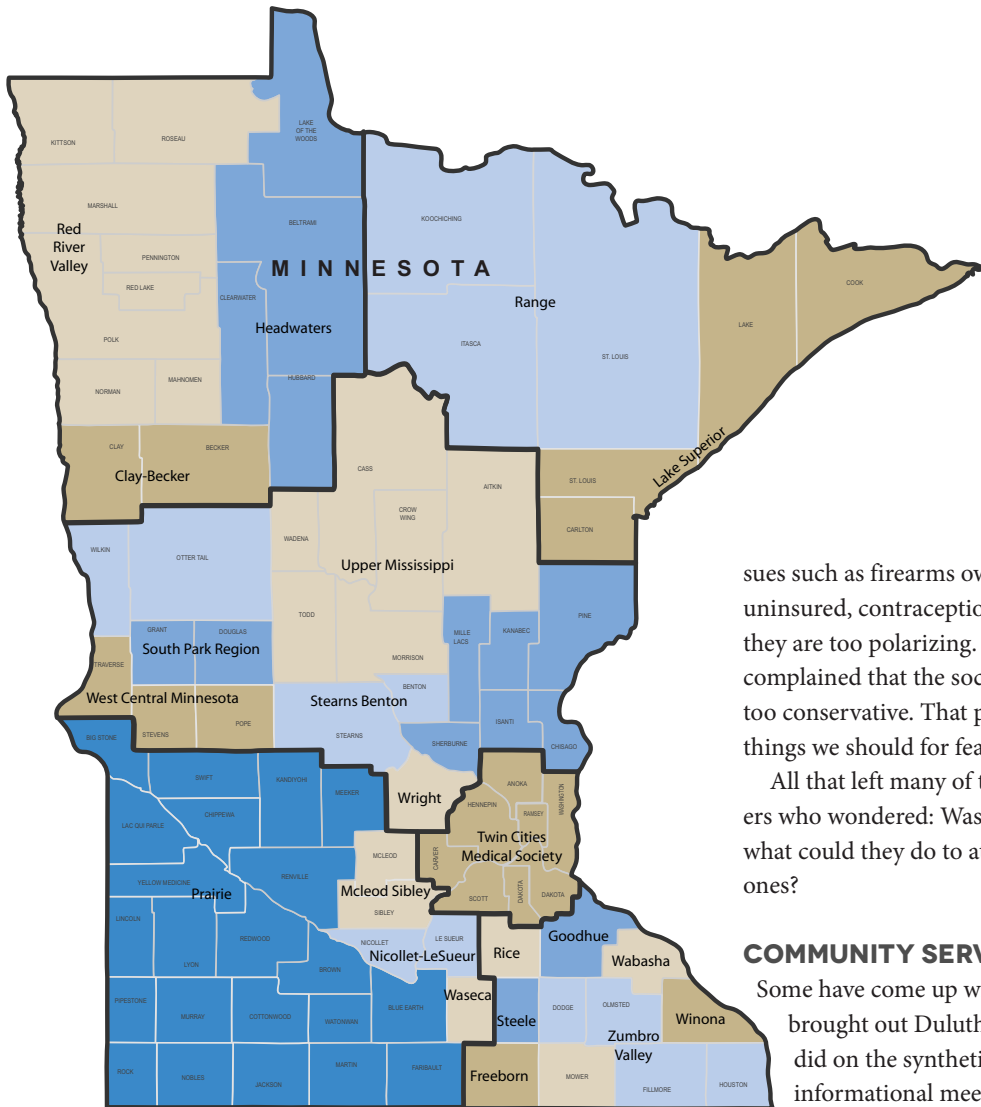 LAKE
OF THE
WOODS
KITTSON
ROSEAU
MARSHALL
KOOCHICHING
BELTRAMI
Red
River
Valley
PENNINGTON
MINNESOTA
RED LAKE
CLEARWATER
COOK
Range
LAKE
Headwaters
POLK
ITASCA
ST. LOUIS
MAHNOMEN
HUBBARD
NORMAN
CLAY
BECKER
Lake Superior
Clay-Becker
CASS
AITKIN
ST. LOUIS
CROW
WING
CARLTON
WADENA
WILKIN
OTTER TAIL
Upper Mississippi
PINE
TODD
GRANT
DOUGLAS
MILLE
LACS
KANABEC
South Park Region
MORRISON
TRAVERSE
BENTON
West Central Minnesota
Stearns Benton
POPE
ISANTI
BIG STONE
STEVENS
STEARNS
SHERBURNE
CHISAGO
SWIFT
KANDIYOHI
MEEKER
Wright
ANOKA
WASHINGTON
HENNEPIN
RAMSEY
CHIPPEWA
LAC QUI PARLE
Twin Cities
Medical Society
MCLEOD
CARVER
RENVILLE
YELLOW MEDICINE
Prairie
Mcleod Sibley
SCOTT
DAKOTA
DAKOTA
SIBLEY
LINCOLN
REDWOOD
NICOLLET
LE SUEUR
Goodhue
Nicollet-LeSueur
Rice
Wabasha
LYON
BROWN
Waseca
PIPESTONE
MURRAY
COTTONWOOD
WATONWAN
BLUE EARTH
Steele
DODGE
OLMSTED
Winona
Zumbro
Valley
ROCK
NOBLES
JACKSON
MARTIN
FARIBAULT
Freeborn
MOWER
FILLMORE
HOUSTON
sues such as firearms ow
uninsured, contraceptio
they are too polarizing.
complained that the soc
too conservative. That p
things we should for fea
All that left many of t
ers who wondered: Was
what could they do to a
ones?
COMMUNITY SERV
Some have come up w
brought out Duluth
did on the syntheti
informational mee